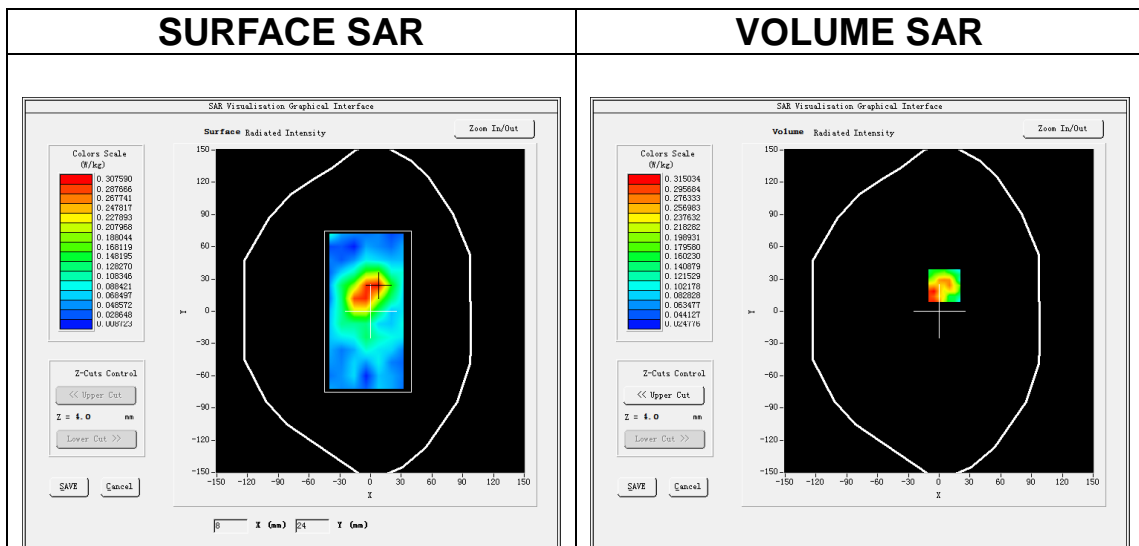 SURFACE SAR
VOLUME SAR
SAR Visualisation Graphical Interface
Surface Radiated Intensity
Zoom In/Out
Colors Scale
(W/kg)
0.307590
0.287666
0.267741
0.247817
0.227893
0.207968
0.188044
0.168119
0.148195
0.128270
0.108346
0.088421
0.068497
0.048572
0.028648
0.008723
150
120
90
60
30
0
-30
-60
-90
-120
-150
Y
-150 -120 -90 -60 -30 0 30 60 90 120 150
X
Z-Cuts Control
<< Upper Cut
Z = 4.0 mm
Lower Cut >>
SAVE Cancel
8 X (mm) 24 Y (mm)
SAR Visualisation Graphical Interface
Volume Radiated Intensity
Zoom In/Out
Colors Scale
(W/kg)
0.315034
0.295684
0.276333
0.256983
0.237632
0.218282
0.198931
0.179580
0.160230
0.140879
0.121529
0.102178
0.082828
0.063477
0.044127
0.024776
150
120
90
60
30
0
-30
-60
-90
-120
-150
Y
-150 -120 -90 -60 -30 0 30 60 90 120 150
X
Z-Cuts Control
<< Upper Cut
Z = 4.0 mm
Lower Cut >>
SAVE Cancel